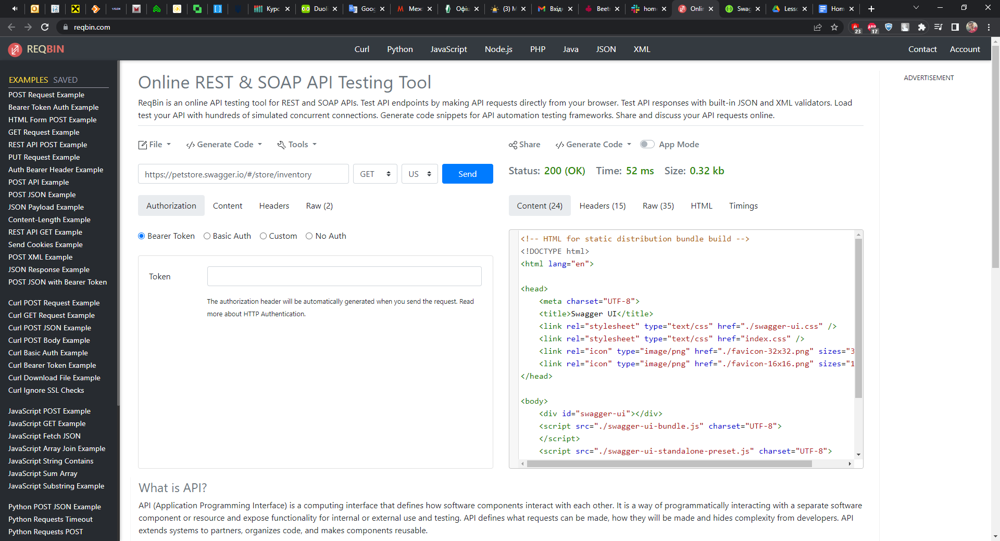 Курс
Duoli
Goog
Меж
Офіц
(3) M
Вхідн
Beetr
hom
Onlin
Swag
Lesso
Hom
reqbin.com
23
17
REQBIN
Curl
Python
JavaScript
Node.js
PHP
Java
JSON
XML
Contact
Account
EXAMPLES SAVED
POST Request Example
Bearer Token Auth Example
HTML Form POST Example
GET Request Example
REST API POST Example
PUT Request Example
Auth Bearer Header Example
POST API Example
POST JSON Example
JSON Payload Example
Content-Length Example
REST API GET Example
Send Cookies Example
POST XML Example
JSON Response Example
POST JSON with Bearer Token
Curl POST Request Example
Curl GET Request Example
Curl POST JSON Example
Curl POST Body Example
Curl Basic Auth Example
Curl Bearer Token Example
Curl Download File Example
Curl Ignore SSL Checks
JavaScript POST Example
JavaScript GET Example
JavaScript Fetch JSON
JavaScript Array Join Example
JavaScript String Contains
JavaScript Sum Array
JavaScript Substring Example
Python POST JSON Example
Python Requests Timeout
Python Requests POST
Online REST & SOAP API Testing Tool
ReqBin is an online API testing tool for REST and SOAP APIs. Test API endpoints by making API requests directly from your browser. Test API responses with built-in JSON and XML validators. Load
test your API with hundreds of simulated concurrent connections. Generate code snippets for API automation testing frameworks. Share and discuss your API requests online.
File
Generate Code
Tools
https://petstore.swagger.io/#/store/inventory
GET
US
Send
Authorization
Content
Headers
Raw (2)
Bearer Token
Basic Auth
Custom
No Auth
Token
The authorization header will be automatically generated when you send the request. Read
more about HTTP Authentication.
Share
Generate Code
App Mode
Status: 200 (OK) Time: 52 ms Size: 0.32 kb
Content (24)
Headers (15)
Raw (35)
HTML
Timings
<!-- HTML for static distribution bundle build -->
<!DOCTYPE html>
<html lang="en">
<head>
<meta charset="UTF-8">
<title>Swagger UI</title>
<link rel="stylesheet" type="text/css" href="./swagger-ui.css" />
<link rel="stylesheet" type="text/css" href="index.css" />
<link rel="icon" type="image/png" href="./favicon-32x32.png" sizes="3
<link rel="icon" type="image/png" href="./favicon-16x16.png" sizes="1
</head>
<body>
<div id="swagger-ui"></div>
<script src="./swagger-ui-bundle.js" charset="UTF-8">
</script>
<script src="./swagger-ui-standalone-preset.js" charset="UTF-8">
ADVERTISEMENT
What is API?
API (Application Programming Interface) is a computing interface that defines how software components interact with each other. It is a way of programmatically interacting with a separate software
component or resource and expose functionality for internal or external use and testing. API defines what requests can be made, how they will be made and hides complexity from developers. API
extends systems to partners, organizes code, and makes components reusable.